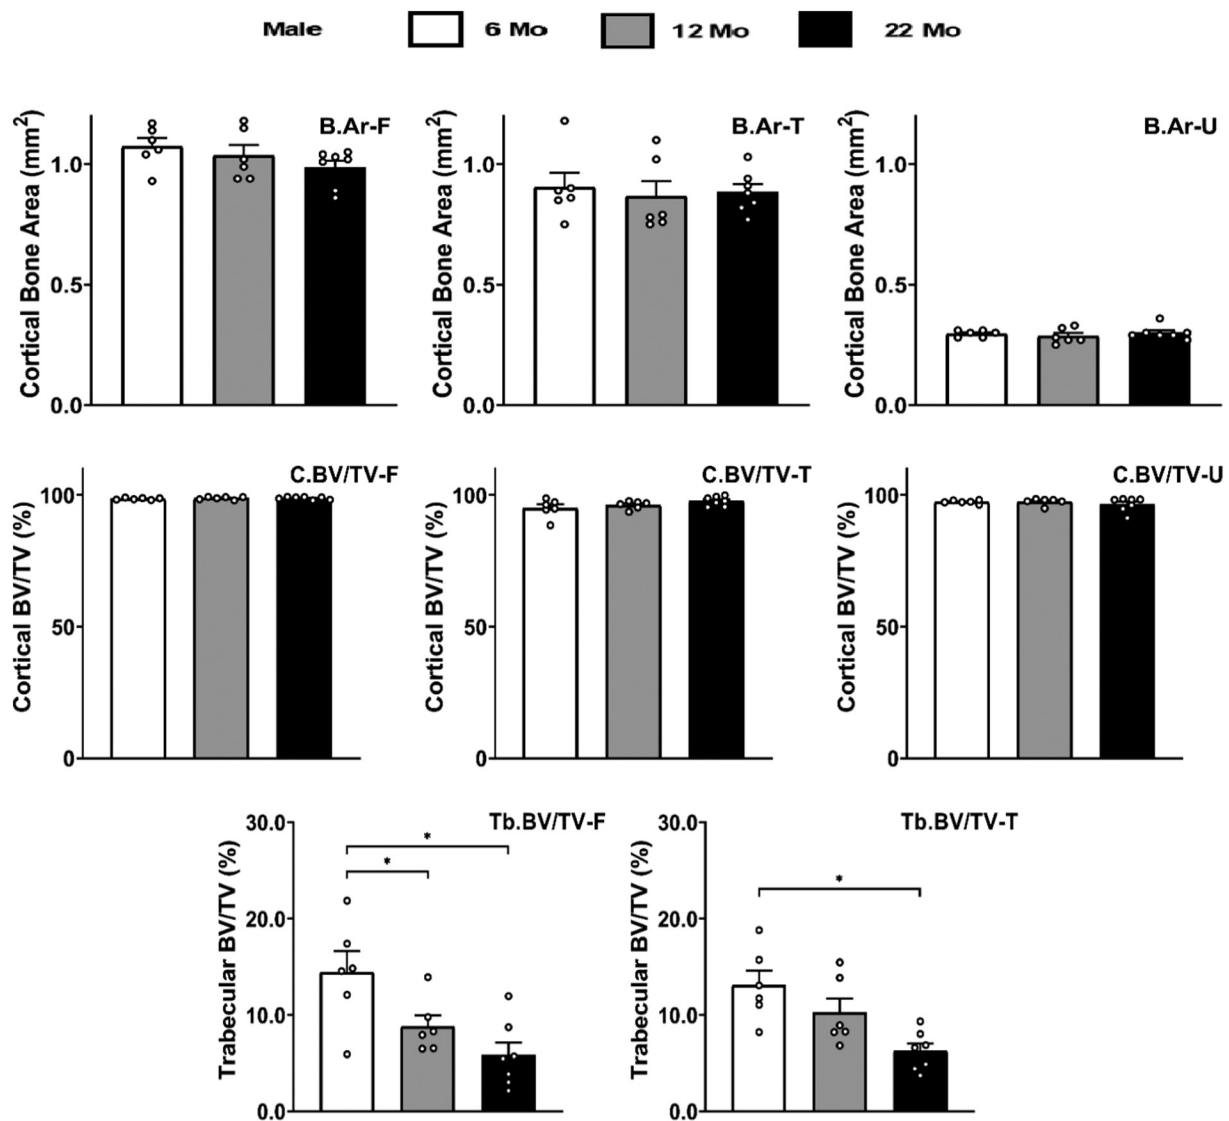 Male 6 Mo 12 Mo 22 Mo
B.Ar-F
Cortical Bone Area (mm²)
1.0
0.5
0.0
B.Ar-T
Cortical Bone Area (mm²)
1.0
0.5
0.0
B.Ar-U
Cortical Bone Area (mm²)
1.0
0.5
0.0
C.BV/TV-F
Cortical BV/TV (%)
100
50
0
C.BV/TV-T
Cortical BV/TV (%)
100
50
0
C.BV/TV-U
Cortical BV/TV (%)
100
50
0
Tb.BV/TV-F
Trabecular BV/TV (%)
30.0
20.0
10.0
0.0
*
*
Tb.BV/TV-T
Trabecular BV/TV (%)
30.0
20.0
10.0
0.0
*